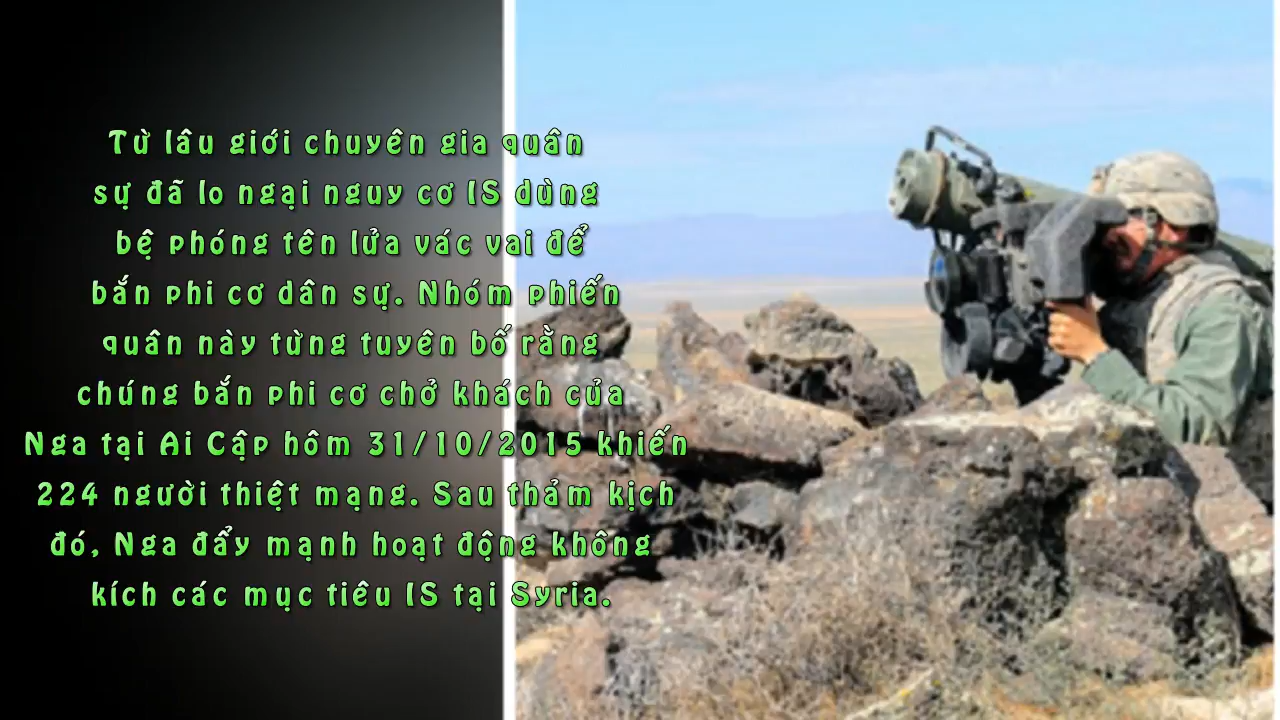 Từ lâu giới chuyên gia quân
sự đã lo ngại nguy cơ IS dùng
bệ phóng tên lửa vác vai để
bắn phi cơ dân sự. Nhóm phiến
quân này từng tuyên bố rằng
chúng bắn phi cơ chở khách của
Nga tại Ai Cập hôm 31/10/2015 khiến
224 người thiệt mạng. Sau thảm kịch
đó, Nga đẩy mạnh hoạt động không
kích các mục tiêu IS tại Syria.